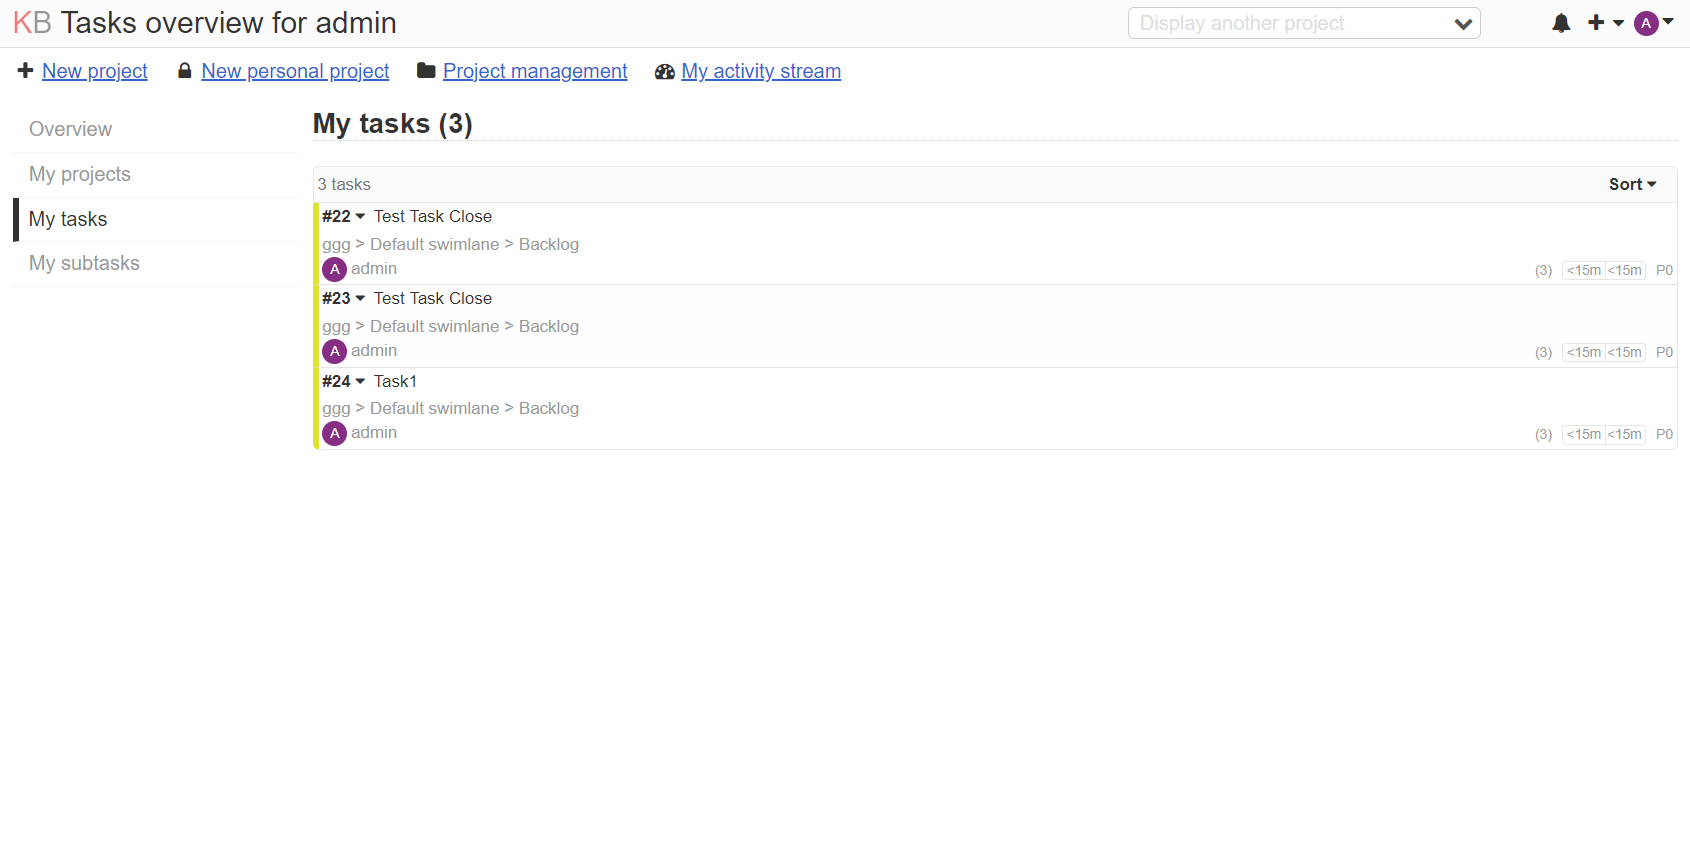 KB Tasks overview for admin
Display another project
A
New project New personal project Project management My activity stream
Overview
My projects
My tasks
My subtasks
My tasks (3)
3 tasks Sort
#22 Test Task Close
ggg > Default swimlane > Backlog
A admin (3) <15m <15m P0
#23 Test Task Close
ggg > Default swimlane > Backlog
A admin (3) <15m <15m P0
#24 Task1
ggg > Default swimlane > Backlog
A admin (3) <15m <15m P0